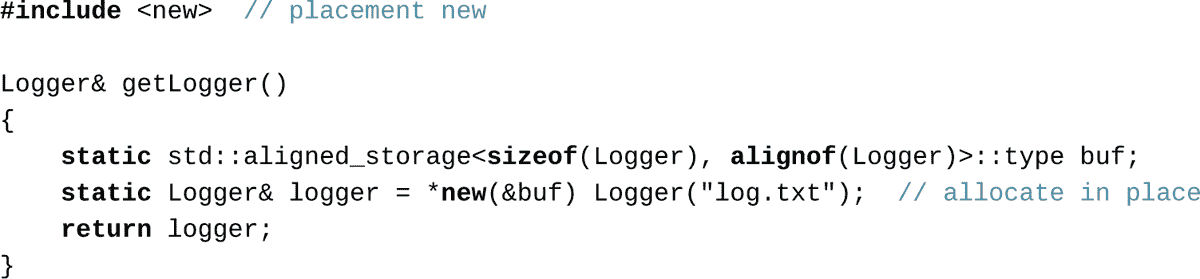 #include <new>  // placement new
Logger& getLogger()
{
    static std::aligned_storage<sizeof(Logger), alignof(Logger)>::type buf;
    static Logger& logger = *new(&buf) Logger("log.txt");  // allocate in place
    return logger;
}